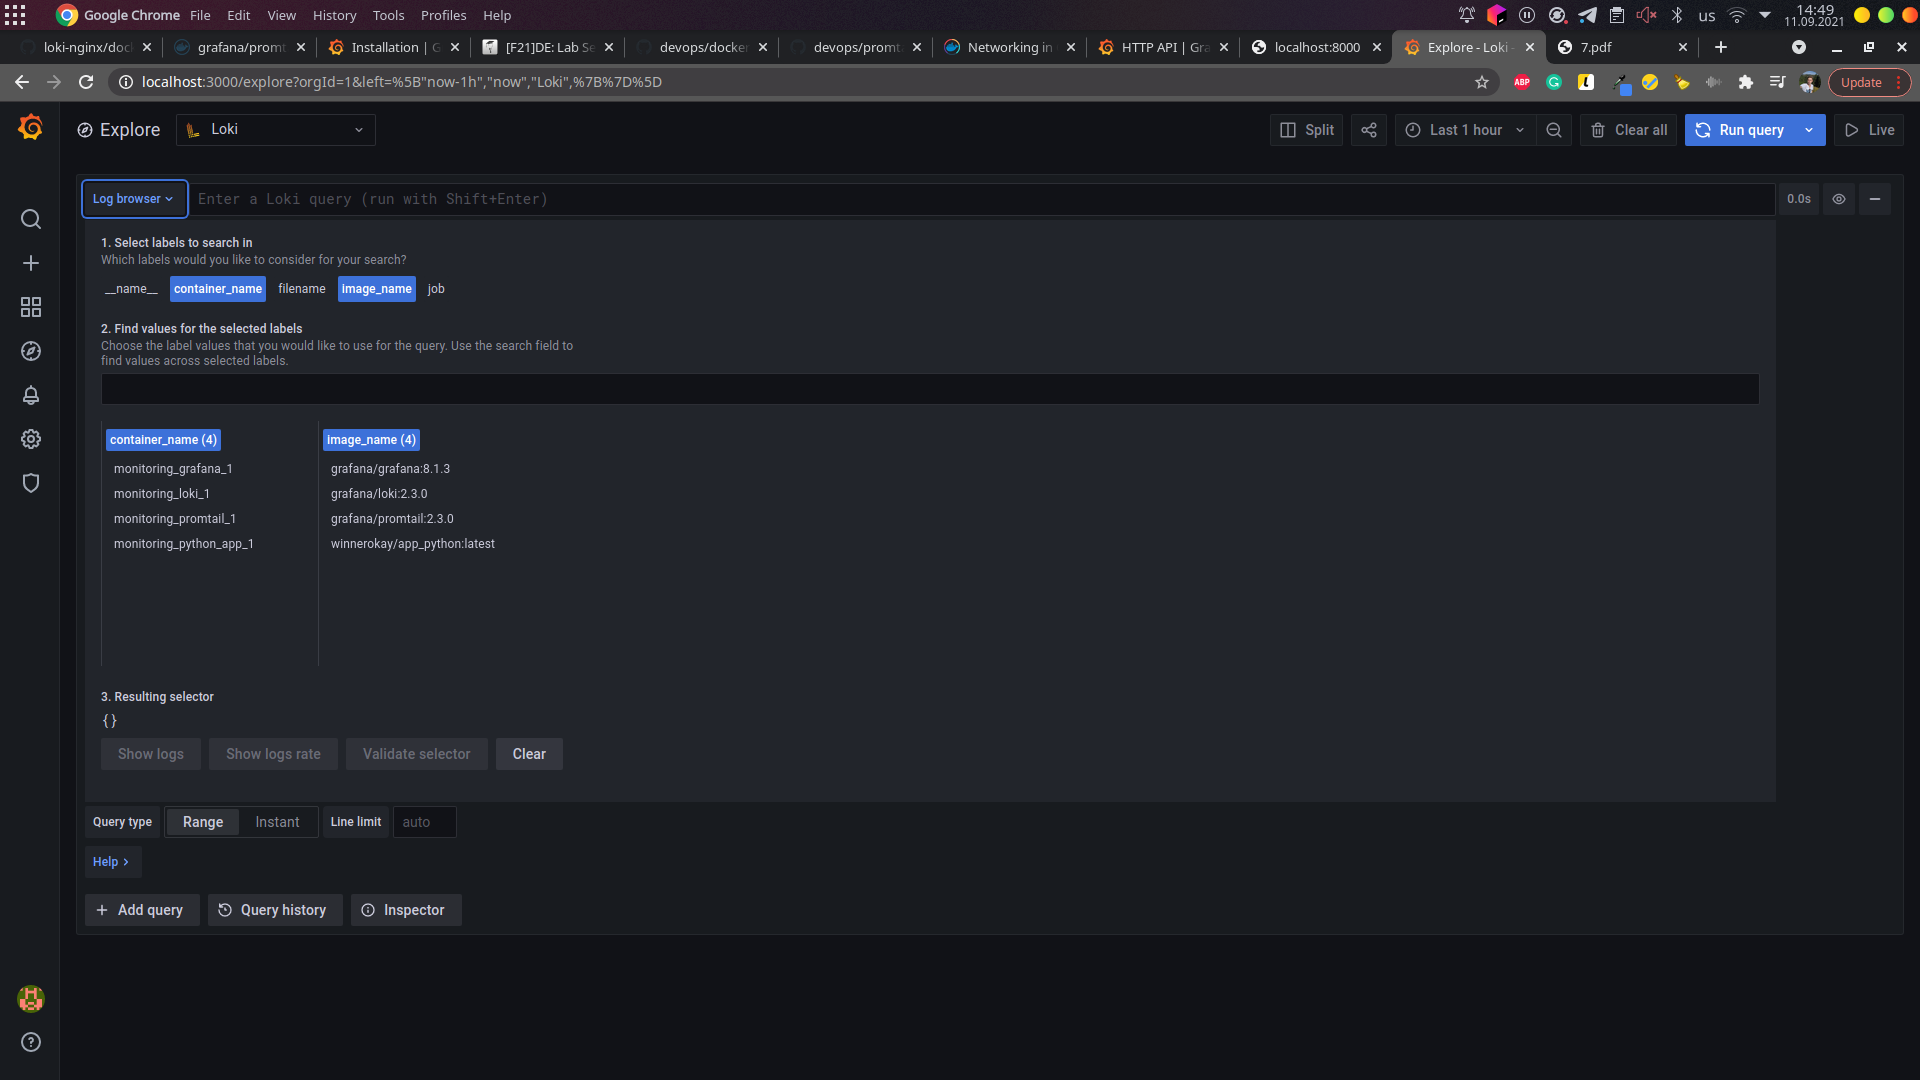 Google Chrome File Edit View History Tools Profiles Help us 14:49
11.09.2021
loki-nginx/doc grafana/promt Installation | G [F21]DE: Lab Se devops/docker devops/promt Networking in HTTP API | Gra localhost:8000 Explore - Loki - 7.pdf
localhost:3000/explore?orgId=1&left=%5B"now-1h","now","Loki",%7B%7D%5D ABP Update
Explore Loki Split Last 1 hour Clear all Run query Live
Log browser Enter a Loki query (run with Shift+Enter) 0.0s
1. Select labels to search in
Which labels would you like to consider for your search?
__name__ container_name filename image_name job
2. Find values for the selected labels
Choose the label values that you would like to use for the query. Use the search field to
find values across selected labels.
container_name (4) image_name (4)
monitoring_grafana_1 grafana/grafana:8.1.3
monitoring_loki_1 grafana/loki:2.3.0
monitoring_promtail_1 grafana/promtail:2.3.0
monitoring_python_app_1 winnerokay/app_python:latest
3. Resulting selector
{}
Show logs Show logs rate Validate selector Clear
Query type Range Instant Line limit auto
Help
Add query Query history Inspector